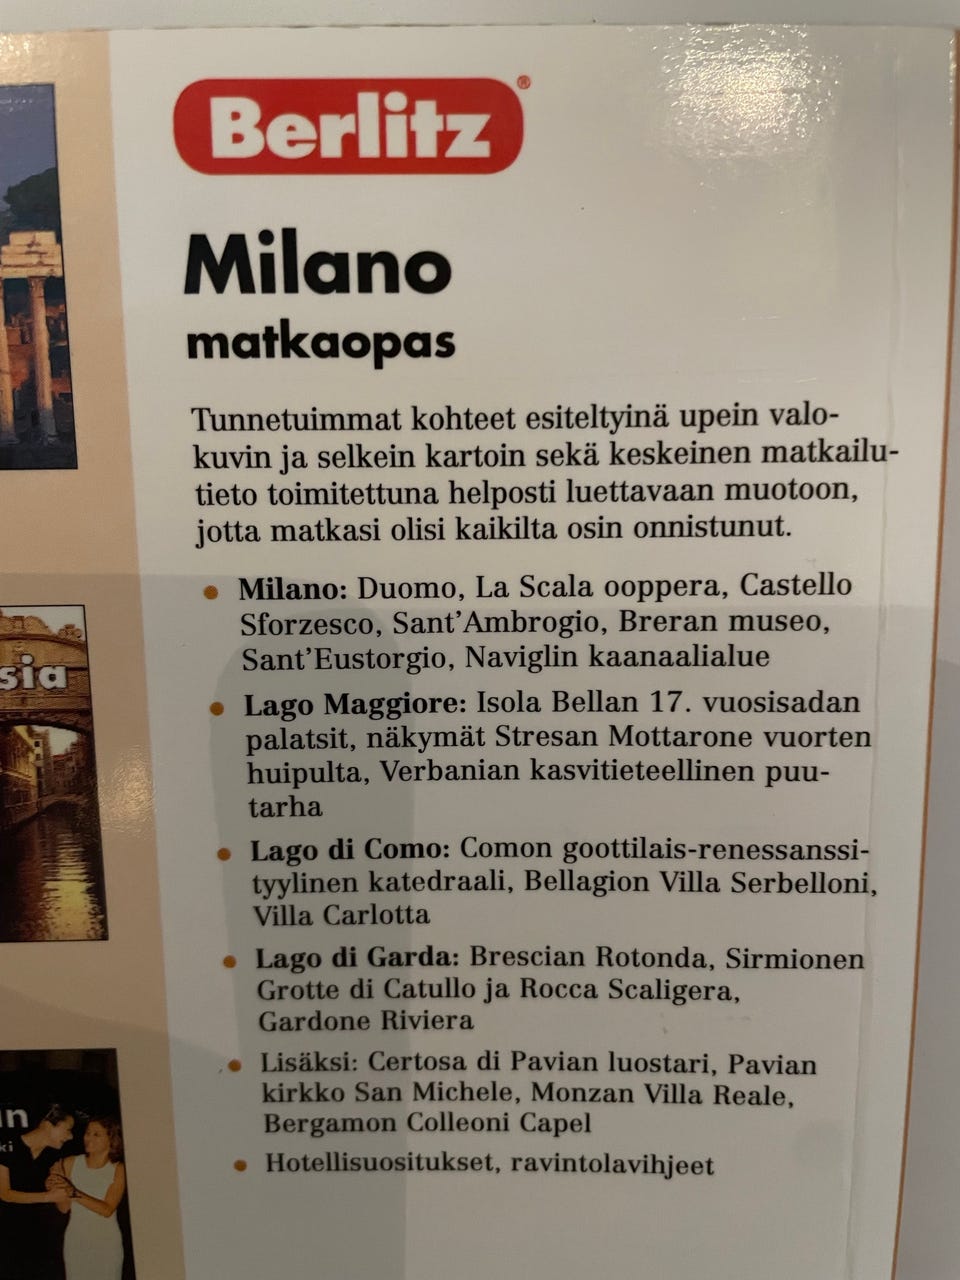 Berlitz®
Milano
matkaopas
Tunnetuimmat kohteet esiteltyinä upein valo-
kuvin ja selkein kartoin sekä keskeinen matkailu-
tieto toimitettuna helposti luettavaan muotoon,
jotta matkasi olisi kaikilta osin onnistunut.
• Milano: Duomo, La Scala ooppera, Castello
Sforzesco, Sant'Ambrogio, Breran museo,
Sant'Eustorgio, Naviglin kaanaalialue
• Lago Maggiore: Isola Bellan 17. vuosisadan
palatsit, näkymät Stresan Mottarone vuorten
huipulta, Verbanian kasvitieteellinen puu-
tarha
• Lago di Como: Comon goottilais-renessanssi-
tyylinen katedraali, Bellagion Villa Serbelloni,
Villa Carlotta
• Lago di Garda: Brescian Rotonda, Sirmionen
Grotte di Catullo ja Rocca Scaligera,
Gardone Riviera
• Lisäksi: Certosa di Pavian luostari, Pavian
kirkko San Michele, Monzan Villa Reale,
Bergamon Colleoni Capel
• Hotellisuositukset, ravintolavihjeet
sia
in
ki